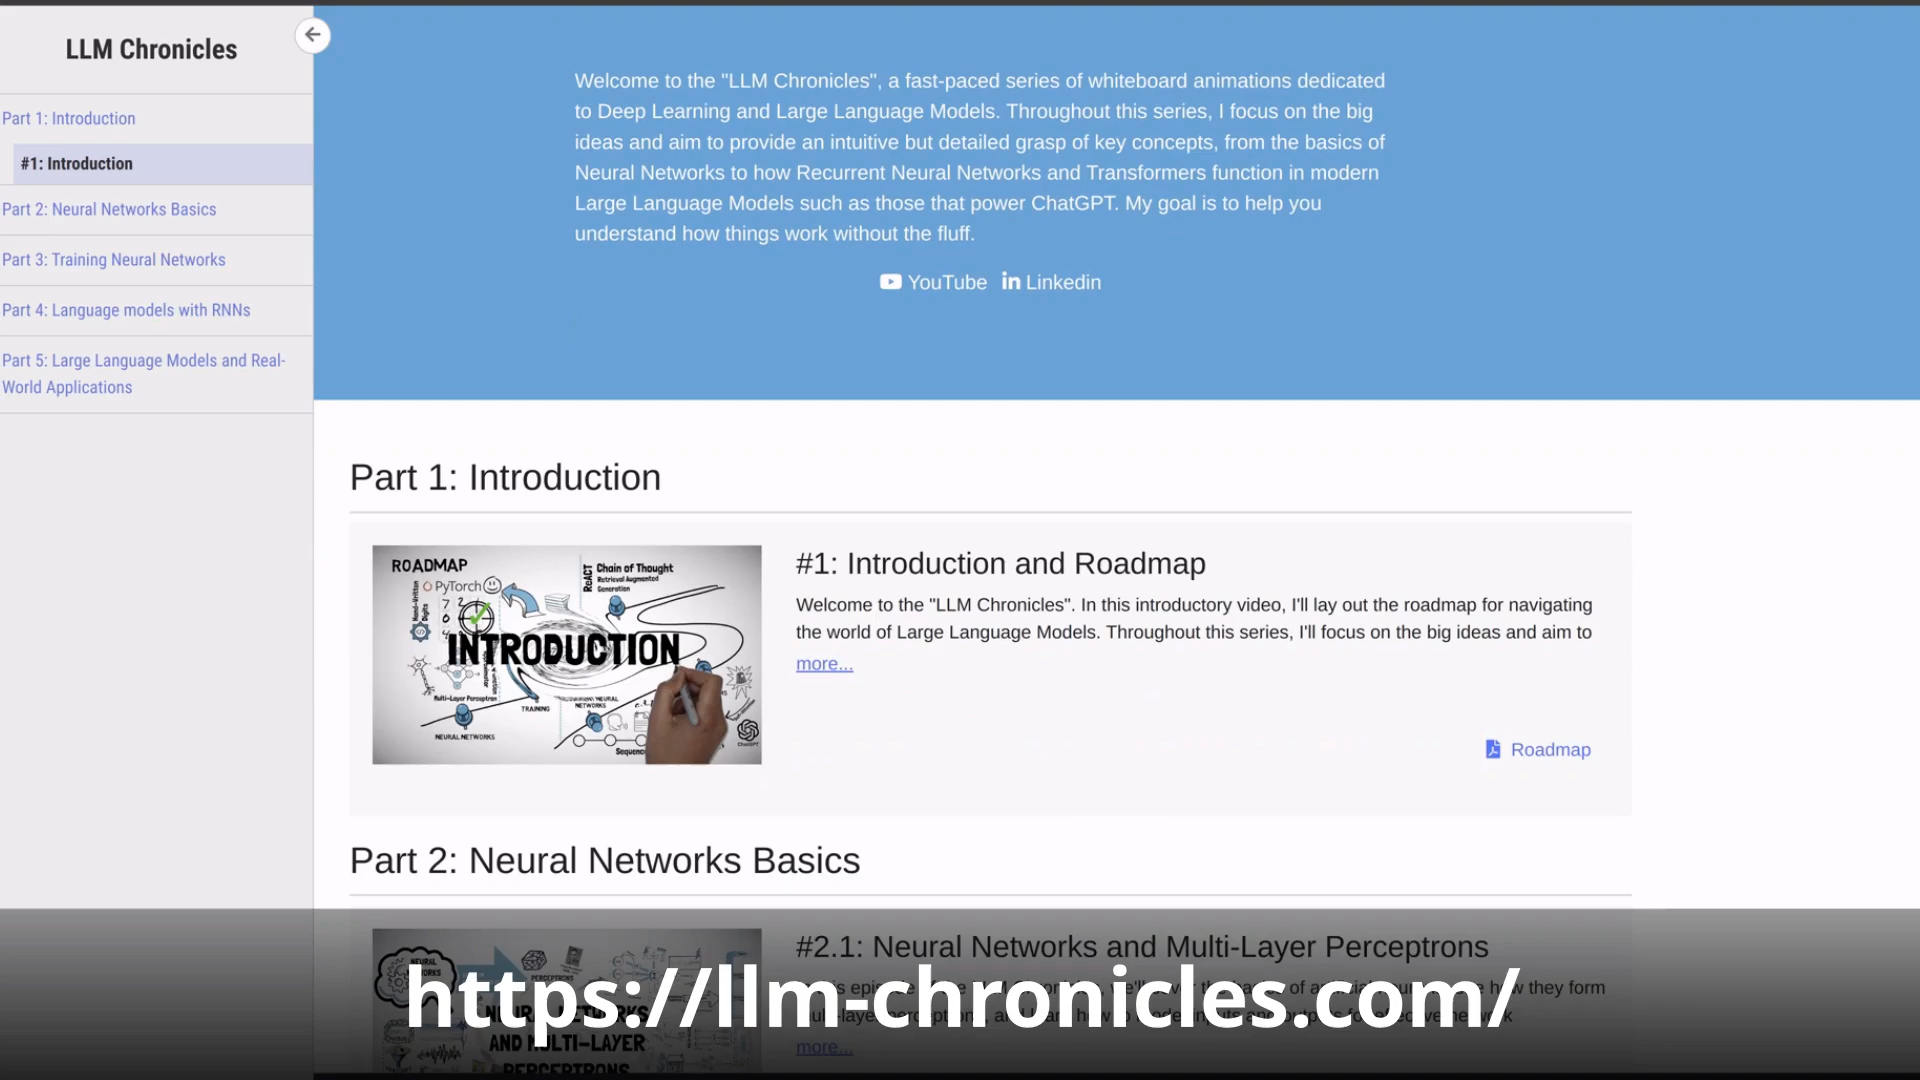 LLM Chronicles
Part 1: Introduction
#1: Introduction
Part 2: Neural Networks Basics
Part 3: Training Neural Networks
Part 4: Language models with RNNs
Part 5: Large Language Models and Real-
World Applications
Welcome to the "LLM Chronicles", a fast-paced series of whiteboard animations dedicated
to Deep Learning and Large Language Models. Throughout this series, I focus on the big
ideas and aim to provide an intuitive but detailed grasp of key concepts, from the basics of
Neural Networks to how Recurrent Neural Networks and Transformers function in modern
Large Language Models such as those that power ChatGPT. My goal is to help you
understand how things work without the fluff.
YouTube Linkedin
Part 1: Introduction
ROADMAP
PyTorch
Hand-Written
Digits
ReACT
Chain of Thought
Retrieval Augmented
Generation
INTRODUCTION
Multi-Layer Perceptron
TRAINING
NETWORKS
NEURAL NETWORKS
ChatGPT
#1: Introduction and Roadmap
Welcome to the "LLM Chronicles". In this introductory video, I'll lay out the roadmap for navigating
the world of Large Language Models. Throughout this series, I'll focus on the big ideas and aim to
more...
Roadmap
Part 2: Neural Networks Basics
NEURAL
NETWORKS
PERCEPTRONS
AND MULTI-LAYER
PERCEPTRONS
#2.1: Neural Networks and Multi-Layer Perceptrons
they form
more...
https://llm-chronicles.com/